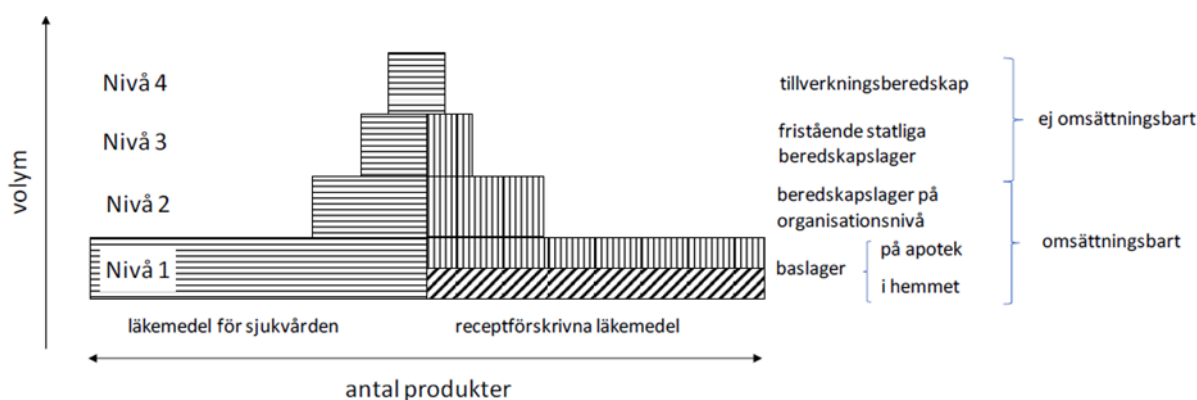 volym
Nivå 4
Nivå 3
Nivå 2
Nivå 1
läkemedel för sjukvården
receptförskrivna läkemedel
antal produkter
tillverkningsberedskap
fristående statliga
beredskapslager
beredskapslager på
organisationsnivå
baslager
på apotek
i hemmet
ej omsättningsbart
omsättningsbart